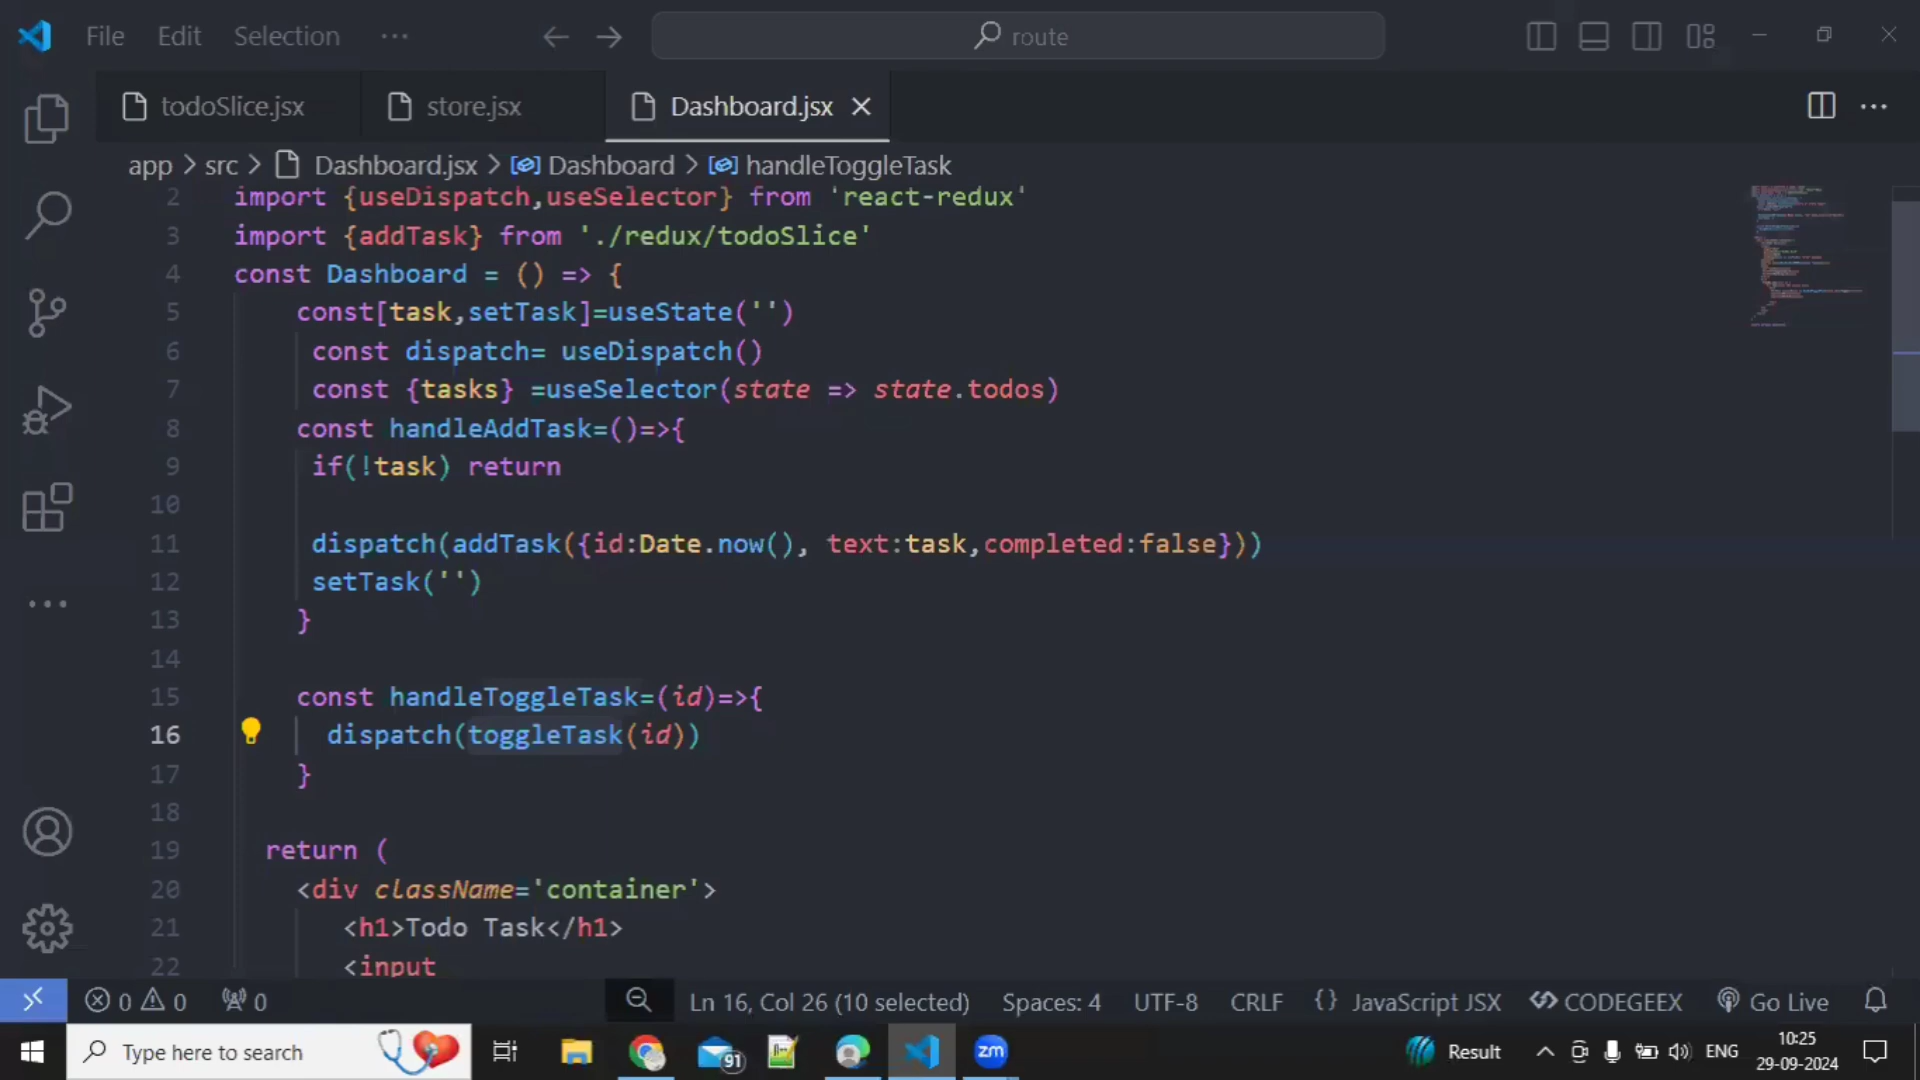 File Edit Selection ... route
todoSlice.jsx store.jsx Dashboard.jsx
app > src > Dashboard.jsx > Dashboard > handleToggleTask
2 import {useDispatch,useSelector} from 'react-redux'
3 import {addTask} from './redux/todoSlice'
4 const Dashboard = () => {
5 const[task,setTask]=useState('')
6 const dispatch= useDispatch()
7 const {tasks} =useSelector(state => state.todos)
8 const handleAddTask=()=>{
9 if(!task) return
10
11 dispatch(addTask({id:Date.now(), text:task,completed:false}))
12 setTask('')
13 }
14
15 const handleToggleTask=(id)=>{
16 dispatch(toggleTask(id))
17 }
18
19 return (
20 <div className='container'>
21 <h1>Todo Task</h1>
22 <input
0 0 0 Ln 16, Col 26 (10 selected) Spaces: 4 UTF-8 CRLF {} JavaScript JSX CODEGEEX Go Live
Type here to search 91 zm Result ENG 10:25
29-09-2024